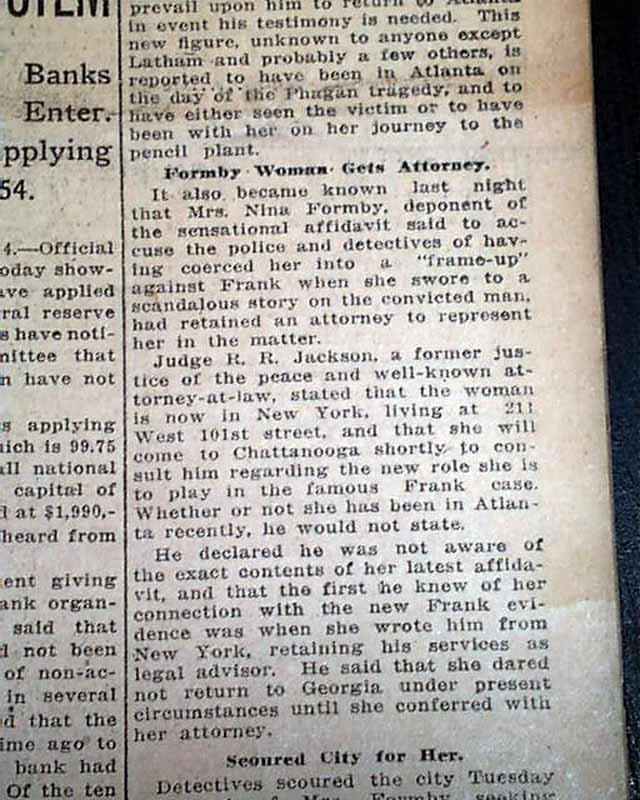 Banks
Enter.
pplying
54.
4.—Official
oday show-
ave applied
ral reserve
s have noti-
mittee that
n have not
s applying
hich is 99.75
all national
capital of
d at $1,990,-
heard from
ent giving
ank organ-
said that
d not been
of non-ac-
in several
d that the
ime ago to
bank had
Of the ten
prevail upon him to return to Atlanta
in event his testimony is needed. This
new figure, unknown to anyone except
Latham and probably a few others, is
reported to have been in Atlanta on
the day of the Phagan tragedy, and to
have either seen the victim or to have
been with her on her journey to the
pencil plant.
Formby Woman Gets Attorney.
It also became known last night
that Mrs. Nina Formby, deponent of
the sensational affidavit said to ac-
cuse the police and detectives of hav-
ing coerced her into a "frame-up"
against Frank when she swore to a
scandalous story on the convicted man,
had retained an attorney to represent
her in the matter.
Judge R. R. Jackson, a former jus-
tice of the peace and well-known at-
torney-at-law, stated that the woman
is now in New York, living at 211
West 101st street, and that she will
come to Chattanooga shortly to con-
sult him regarding the new role she is
to play in the famous Frank case.
Whether or not she has been in Atlan-
ta recently, he would not state.
He declared he was not aware of
the exact contents of her latest affida-
vit, and that the first he knew of her
connection with the new Frank evi-
dence was when she wrote him from
New York, retaining his services as
legal advisor. He said that she dared
not return to Georgia under present
circumstances until she conferred with
her attorney.
Scoured City for Her.
Detectives scoured the city Tuesday
Mrs. Formby, seeking